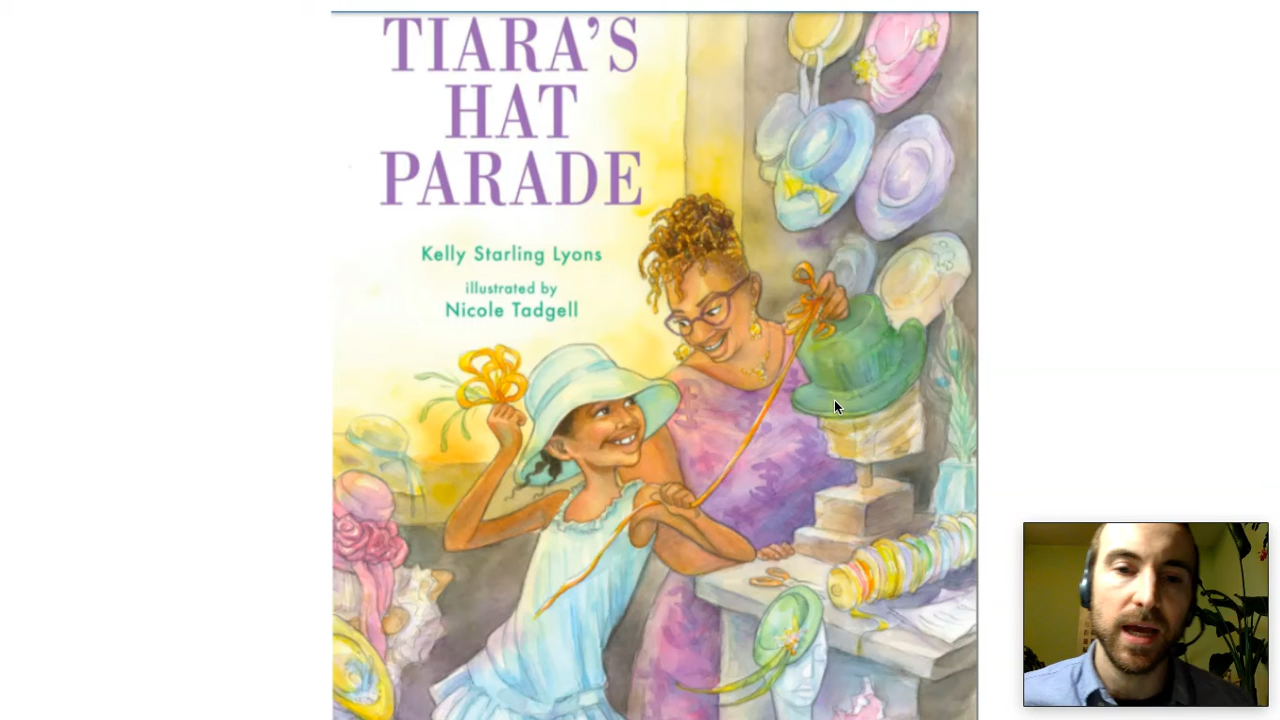 TIARA'S
HAT
PARADE
Kelly Starling Lyons
illustrated by
Nicole Tadgell